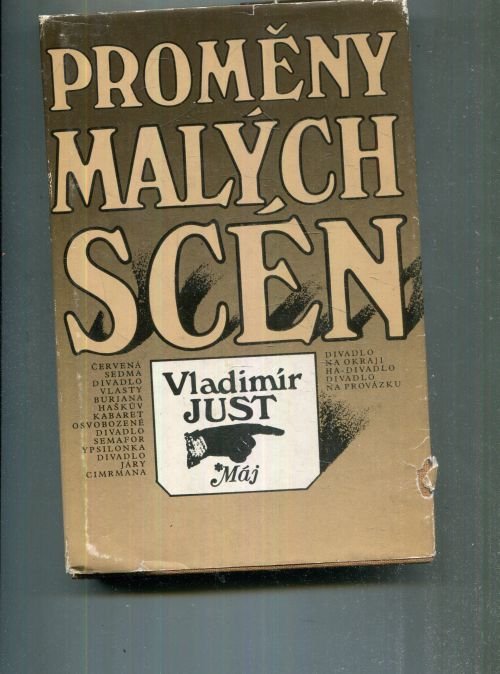 PROMĚNY
MALÝCH
SCÉN
ČERVENÁ
SEDMA
DIVADLO
VLASTY
BURIANA
HAŠKŮV
KABARET
OSVOBOZENÉ
DIVADLO
SEMAFOR
YPSILONKA
DIVADLO
JÁRY
CIMRMANA
Vladimír
JUST
*Máj
DIVADLO
NA OKRAJI
HA-DIVADLO
DIVADLO
NA PROVÁZKU